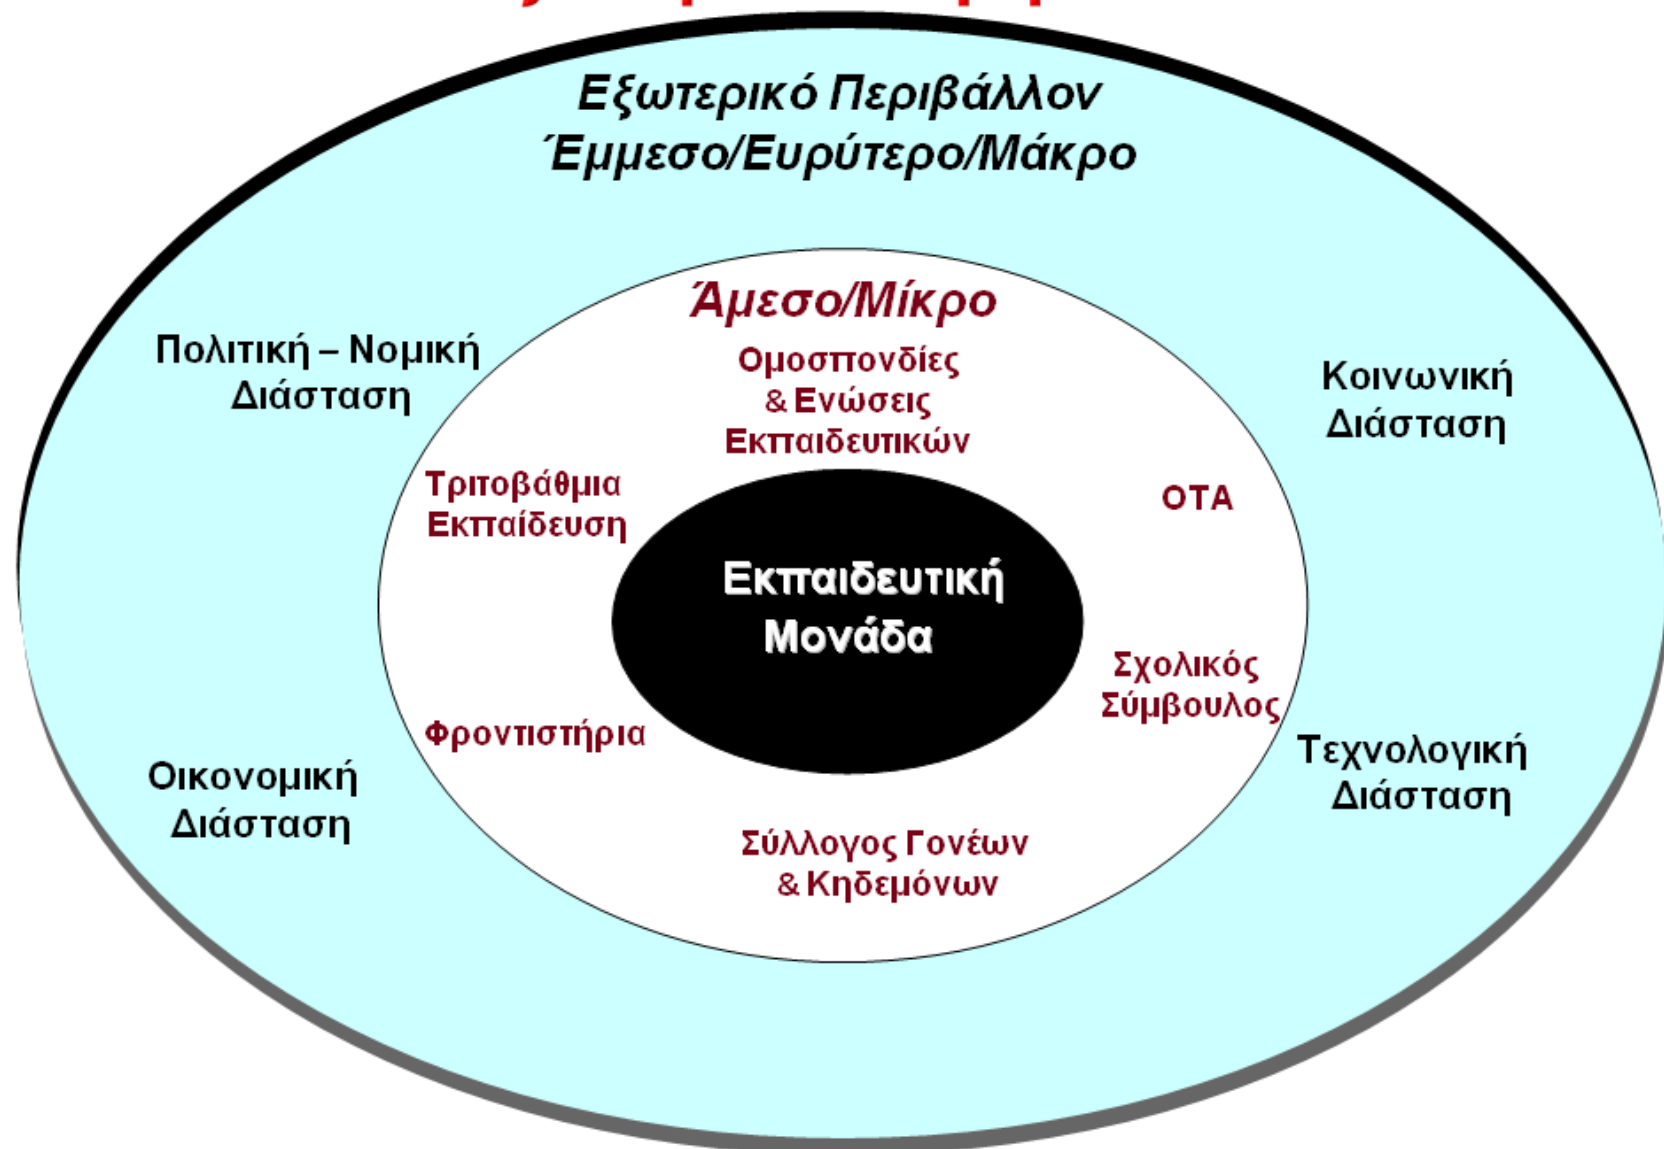 Εξωτερικό Περιβάλλον
Έμμεσο/Ευρύτερο/Μάκρο
Άμεσο/Μίκρο
Ομοσπονδίες
& Ενώσεις
Εκπαιδευτικών
Πολιτική – Νομική
Διάσταση
Κοινωνική
Διάσταση
Τριτοβάθμια
Εκπαίδευση
ΟΤΑ
Εκπαιδευτική
Μονάδα
Σχολικός
Σύμβουλος
Φροντιστήρια
Οικονομική
Διάσταση
Τεχνολογική
Διάσταση
Σύλλογος Γονέων
& Κηδεμόνων